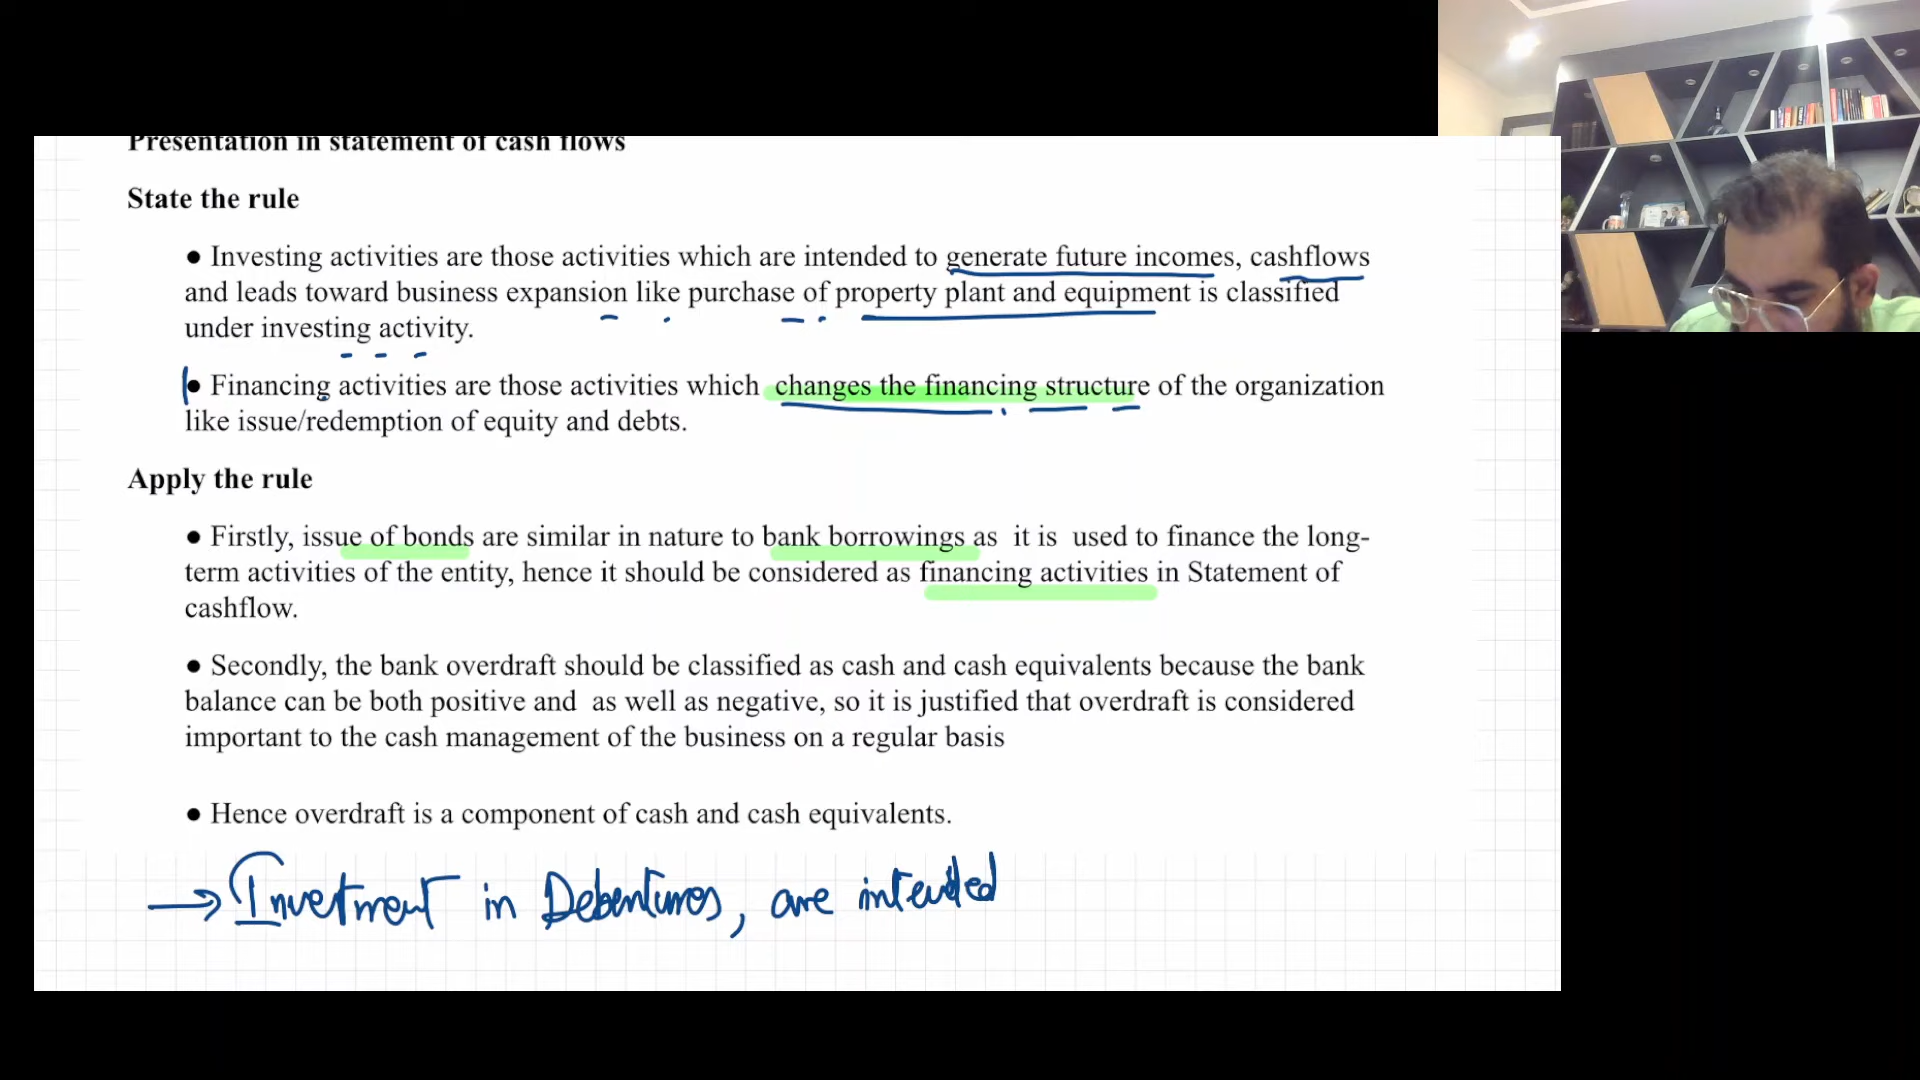 Presentation in statement of cash flows
State the rule
● Investing activities are those activities which are intended to generate future incomes, cashflows
and leads toward business expansion like purchase of property plant and equipment is classified
under investing activity.
● Financing activities are those activities which changes the financing structure of the organization
like issue/redemption of equity and debts.
Apply the rule
● Firstly, issue of bonds are similar in nature to bank borrowings as it is used to finance the long-
term activities of the entity, hence it should be considered as financing activities in Statement of
cashflow.
● Secondly, the bank overdraft should be classified as cash and cash equivalents because the bank
balance can be both positive and as well as negative, so it is justified that overdraft is considered
important to the cash management of the business on a regular basis
● Hence overdraft is a component of cash and cash equivalents.
→ Investment in Debentures, are intended